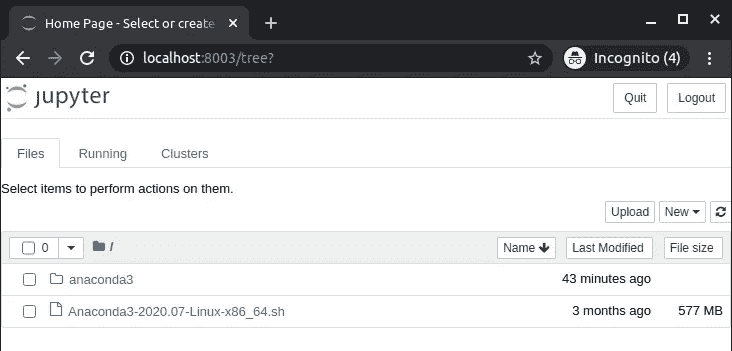 Home Page - Select or create
localhost:8003/tree?
Incognito (4)
jupyter
Quit
Logout
Files
Running
Clusters
Select items to perform actions on them.
Upload
New
0
/
Name
Last Modified
File size
anaconda3
43 minutes ago
Anaconda3-2020.07-Linux-x86_64.sh
3 months ago
577 MB